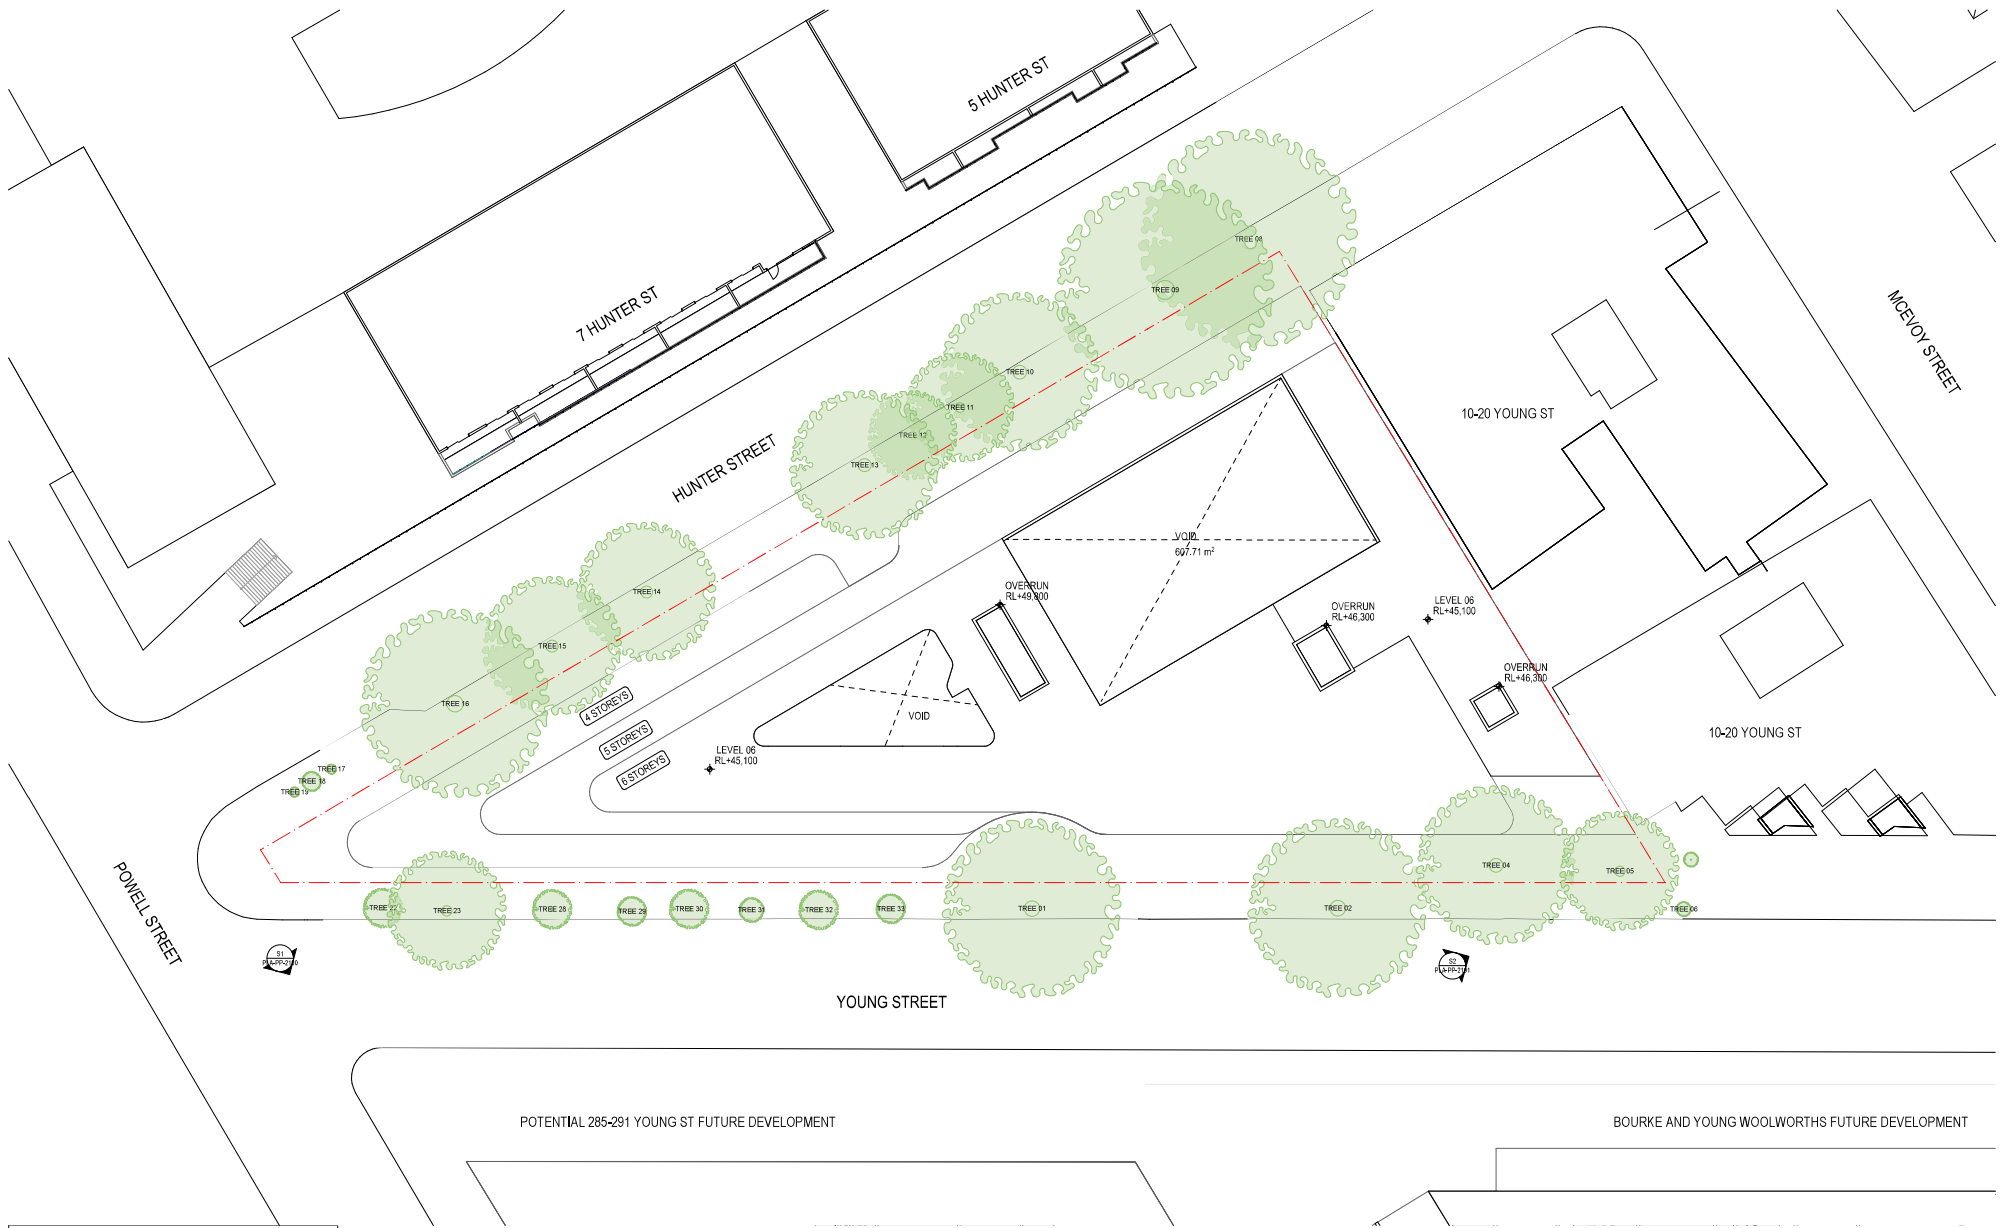 5 HUNTER ST
7 HUNTER ST
MCEVOY STREET
TREE 08
TREE 09
TREE 10
TREE 11
TREE 12
TREE 13
10-20 YOUNG ST
HUNTER STREET
VOID
607.71 m²
TREE 14
TREE 15
TREE 16
OVERRUN
RL+49,800
OVERRUN
RL+46,300
LEVEL 06
RL+45,100
OVERRUN
RL+46,300
4 STOREYS
5 STOREYS
6 STOREYS
VOID
10-20 YOUNG ST
LEVEL 06
RL+45,100
TREE 17
TREE 18
TREE 19
TREE 04
TREE 05
TREE 22
TREE 23
TREE 28
TREE 29
TREE 30
TREE 31
TREE 32
TREE 33
TREE 01
TREE 02
TREE 06
POWELL STREET
S1
S2
YOUNG STREET
POTENTIAL 285-291 YOUNG ST FUTURE DEVELOPMENT
BOURKE AND YOUNG WOOLWORTHS FUTURE DEVELOPMENT